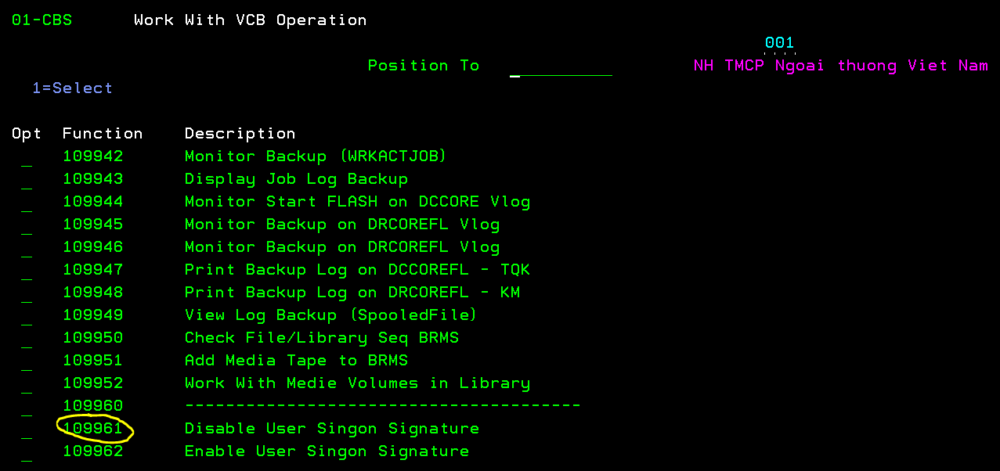 01-CBS Work With VCB Operation
001
Position To NH TMCP Ngoai thuong Viet Nam
1=Select
Opt Function Description
_ 109942 Monitor Backup (WRKACTJOB)
_ 109943 Display Job Log Backup
_ 109944 Monitor Start FLASH on DCCORE Vlog
_ 109945 Monitor Backup on DRCOREFL Vlog
_ 109946 Monitor Backup on DRCOREFL Vlog
_ 109947 Print Backup Log on DCCOREFL - TQK
_ 109948 Print Backup Log on DRCOREFL - KM
_ 109949 View Log Backup (SpooledFile)
_ 109950 Check File/Library Seq BRMS
_ 109951 Add Media Tape to BRMS
_ 109952 Work With Medie Volumes in Library
_ 109960 ---------------------------------------
_ 109961 Disable User Singon Signature
_ 109962 Enable User Singon Signature